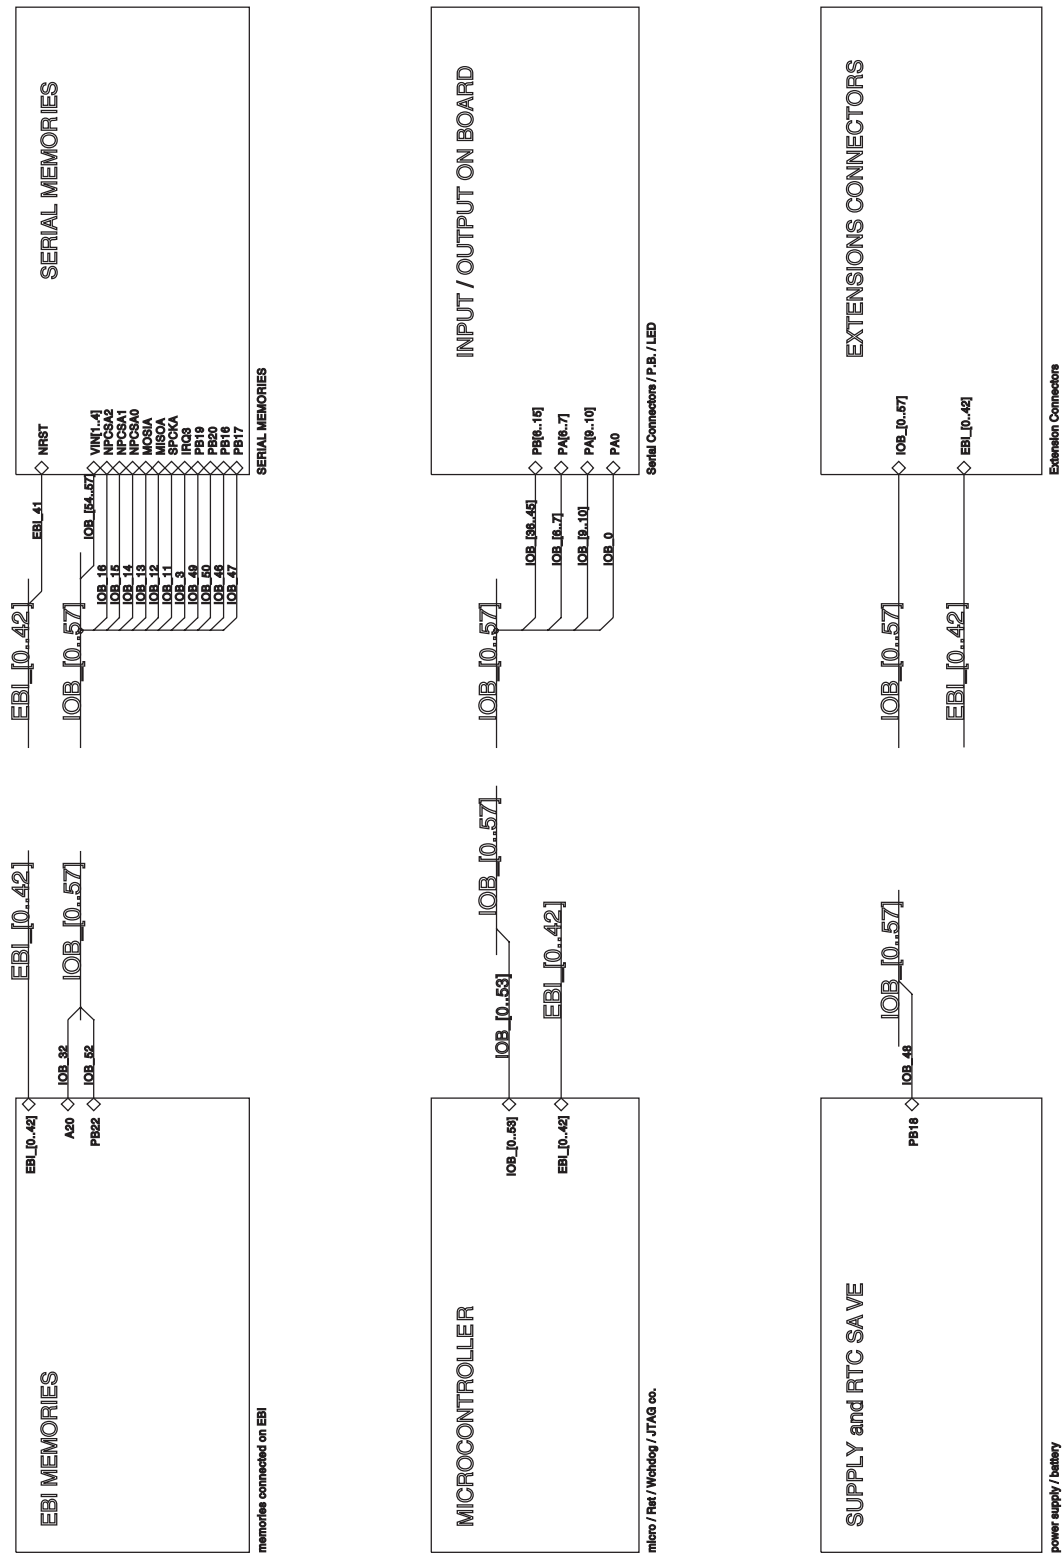 EBI MEMORIES
memories connected on EBI
EBI_[0..42]
A20
PB22
IOB_32
IOB_52
EBI_[0..42]
IOB_[0..57]
EBI_[0..42]
IOB_[0..57]
EBI_41
IOB_[54..57]
IOB_16
IOB_15
IOB_14
IOB_13
IOB_12
IOB_11
IOB_3
IOB_49
IOB_50
IOB_46
IOB_47
NRST
VIN[1..4]
NPCSA2
NPCSA1
NPCSA0
MOSIA
MISOA
SPCKA
IRQ3
PB19
PB20
PB16
PB17
SERIAL MEMORIES
SERIAL MEMORIES
MICROCONTROLLER
micro / Rst / Wchdog / JTAG co.
IOB_[0..53]
EBI_[0..42]
IOB_[0..53]
EBI_[0..42]
IOB_[0..57]
IOB_[0..57]
IOB_[36..45]
IOB_[6..7]
IOB_[9..10]
IOB_0
PB[6..15]
PA[6..7]
PA[9..10]
PA0
INPUT / OUTPUT ON BOARD
Serial Connectors / P.B. / LED
SUPPLY and RTC SAVE
power supply / battery
PB18
IOB_48
IOB_[0..57]
IOB_[0..57]
EBI_[0..42]
IOB_[0..57]
EBI_[0..42]
EXTENSIONS CONNECTORS
Extension Connectors